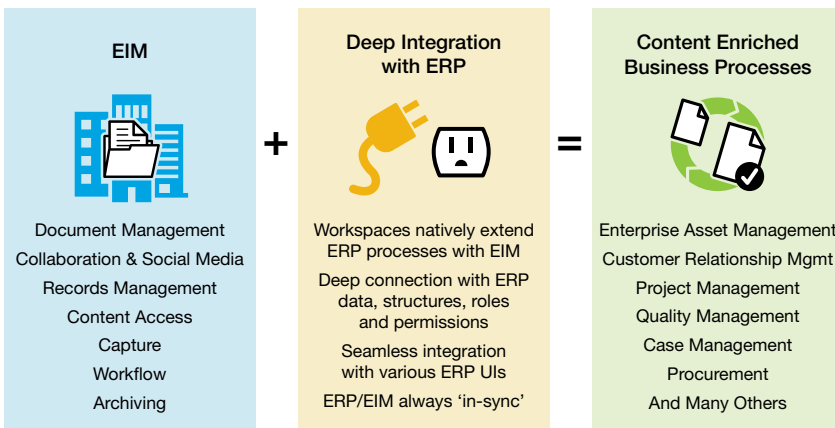 EIM
Document Management
Collaboration & Social Media
Records Management
Content Access
Capture
Workflow
Archiving
+
Deep Integration
with ERP
Workspaces natively extend
ERP processes with EIM
Deep connection with ERP
data, structures, roles
and permissions
Seamless integration
with various ERP UIs
ERP/EIM always ‘in-sync’
=
Content Enriched
Business Processes
Enterprise Asset Management
Customer Relationship Mgmt
Project Management
Quality Management
Case Management
Procurement
And Many Others